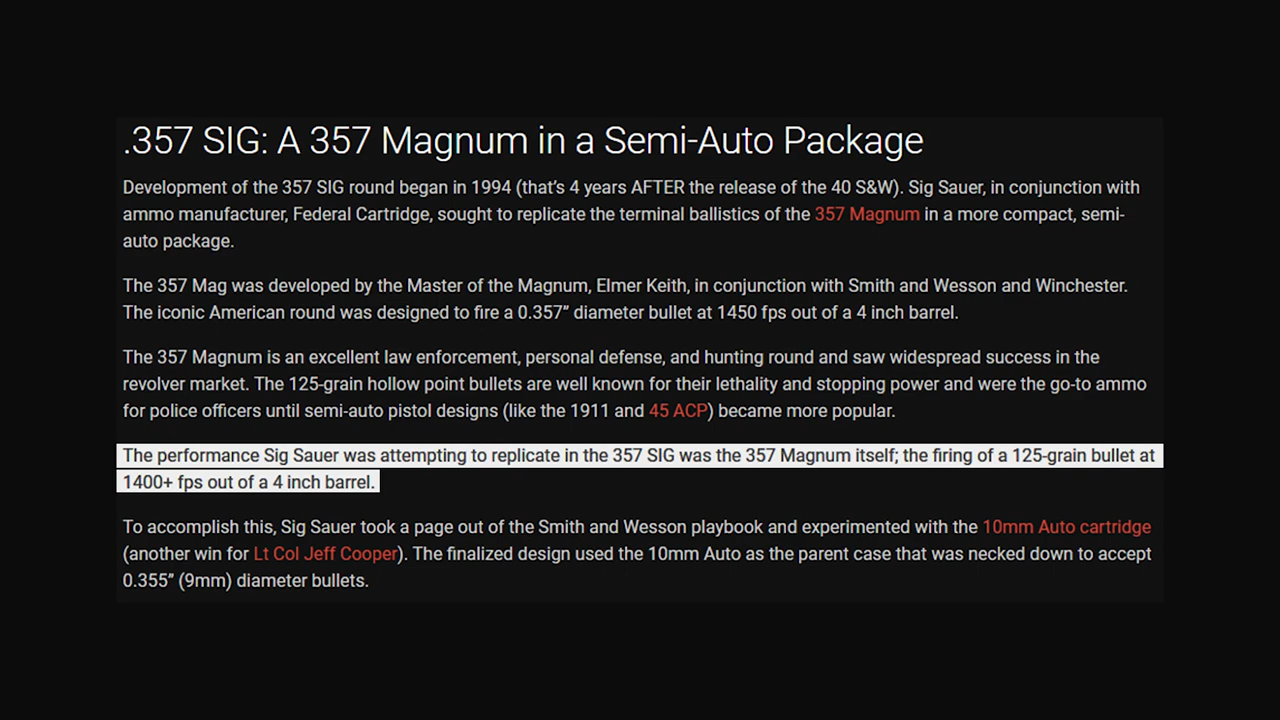 .357 SIG: A 357 Magnum in a Semi-Auto Package
Development of the 357 SIG round began in 1994 (that’s 4 years AFTER the release of the 40 S&W). Sig Sauer, in conjunction with
ammo manufacturer, Federal Cartridge, sought to replicate the terminal ballistics of the 357 Magnum in a more compact, semi-
auto package.
The 357 Mag was developed by the Master of the Magnum, Elmer Keith, in conjunction with Smith and Wesson and Winchester.
The iconic American round was designed to fire a 0.357” diameter bullet at 1450 fps out of a 4 inch barrel.
The 357 Magnum is an excellent law enforcement, personal defense, and hunting round and saw widespread success in the
revolver market. The 125-grain hollow point bullets are well known for their lethality and stopping power and were the go-to ammo
for police officers until semi-auto pistol designs (like the 1911 and 45 ACP) became more popular.
The performance Sig Sauer was attempting to replicate in the 357 SIG was the 357 Magnum itself; the firing of a 125-grain bullet at
1400+ fps out of a 4 inch barrel.
To accomplish this, Sig Sauer took a page out of the Smith and Wesson playbook and experimented with the 10mm Auto cartridge
(another win for Lt Col Jeff Cooper). The finalized design used the 10mm Auto as the parent case that was necked down to accept
0.355” (9mm) diameter bullets.